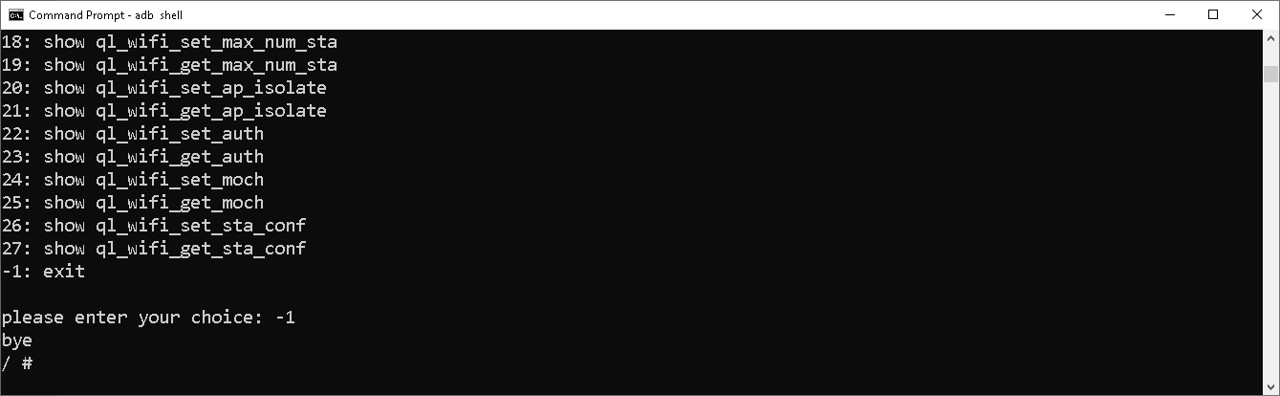 Command Prompt - adb  shell
18: show ql_wifi_set_max_num_sta
19: show ql_wifi_get_max_num_sta
20: show ql_wifi_set_ap_isolate
21: show ql_wifi_get_ap_isolate
22: show ql_wifi_set_auth
23: show ql_wifi_get_auth
24: show ql_wifi_set_moch
25: show ql_wifi_get_moch
26: show ql_wifi_set_sta_conf
27: show ql_wifi_get_sta_conf
-1: exit
please enter your choice: -1
bye
/ #